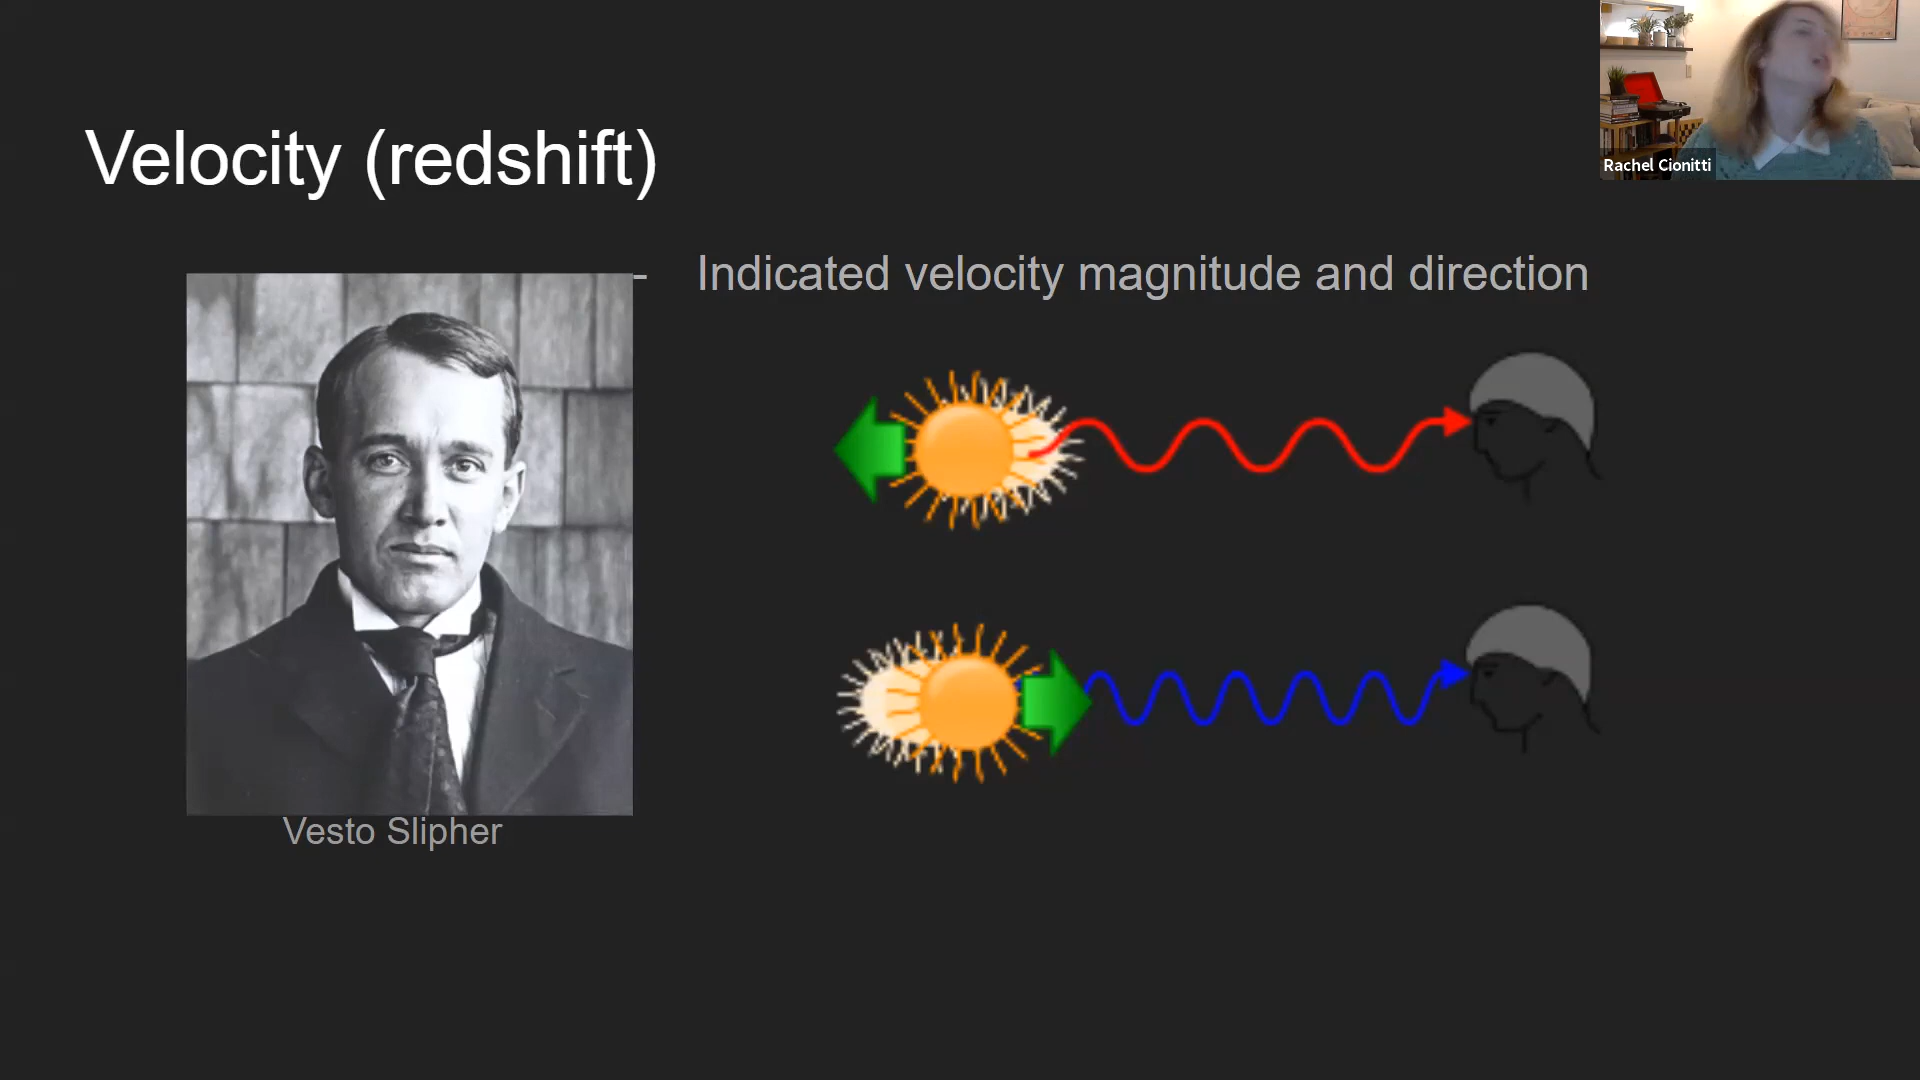 Velocity (redshift)
- Indicated velocity magnitude and direction
Vesto Slipher
Rachel Cionitti